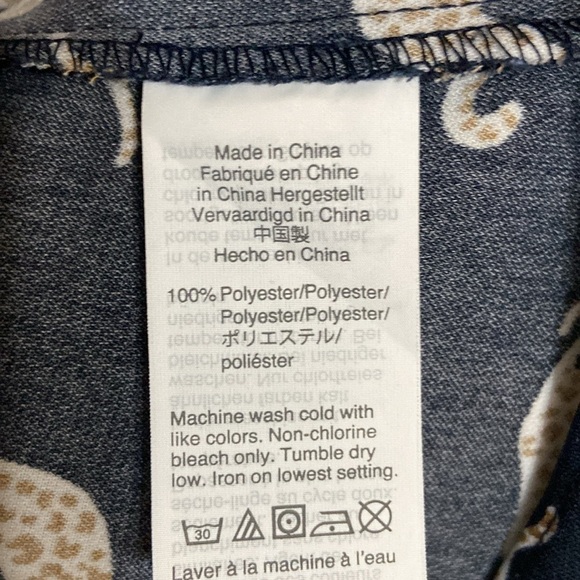 Made in China
Fabriqué en Chine
in China Hergestellt
Vervaardigd in China
中国製
Hecho en China
100% Polyester/Polyester/
Polyester/Polyester/
ポリエステル/
poliéster
Machine wash cold with
like colors. Non-chlorine
bleach only. Tumble dry
low. Iron on lowest setting.
30
Laver à la machine à l'eau